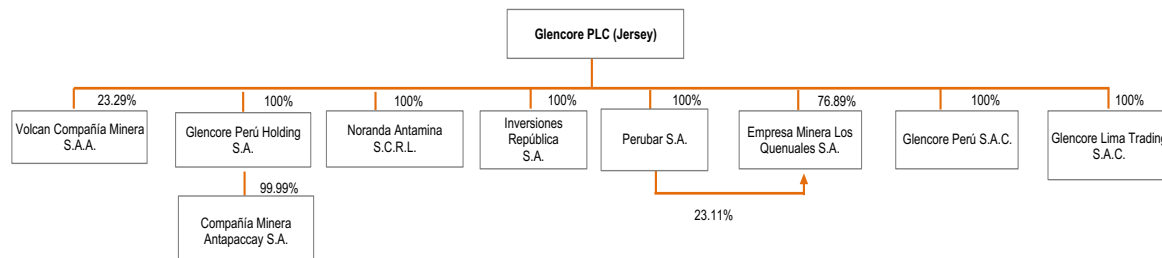 Glencore PLC (Jersey)
23.29%
100%
100%
100%
100%
76.89%
100%
100%
Volcan Compañía Minera
S.A.A.
Glencore Perú Holding
S.A.
Noranda Antamina
S.C.R.L.
Inversiones
República
S.A.
Perubar S.A.
Empresa Minera Los
Quenuales S.A.
Glencore Perú S.A.C.
Glencore Lima Trading
S.A.C.
99.99%
23.11%
Compañía Minera
Antapaccay S.A.